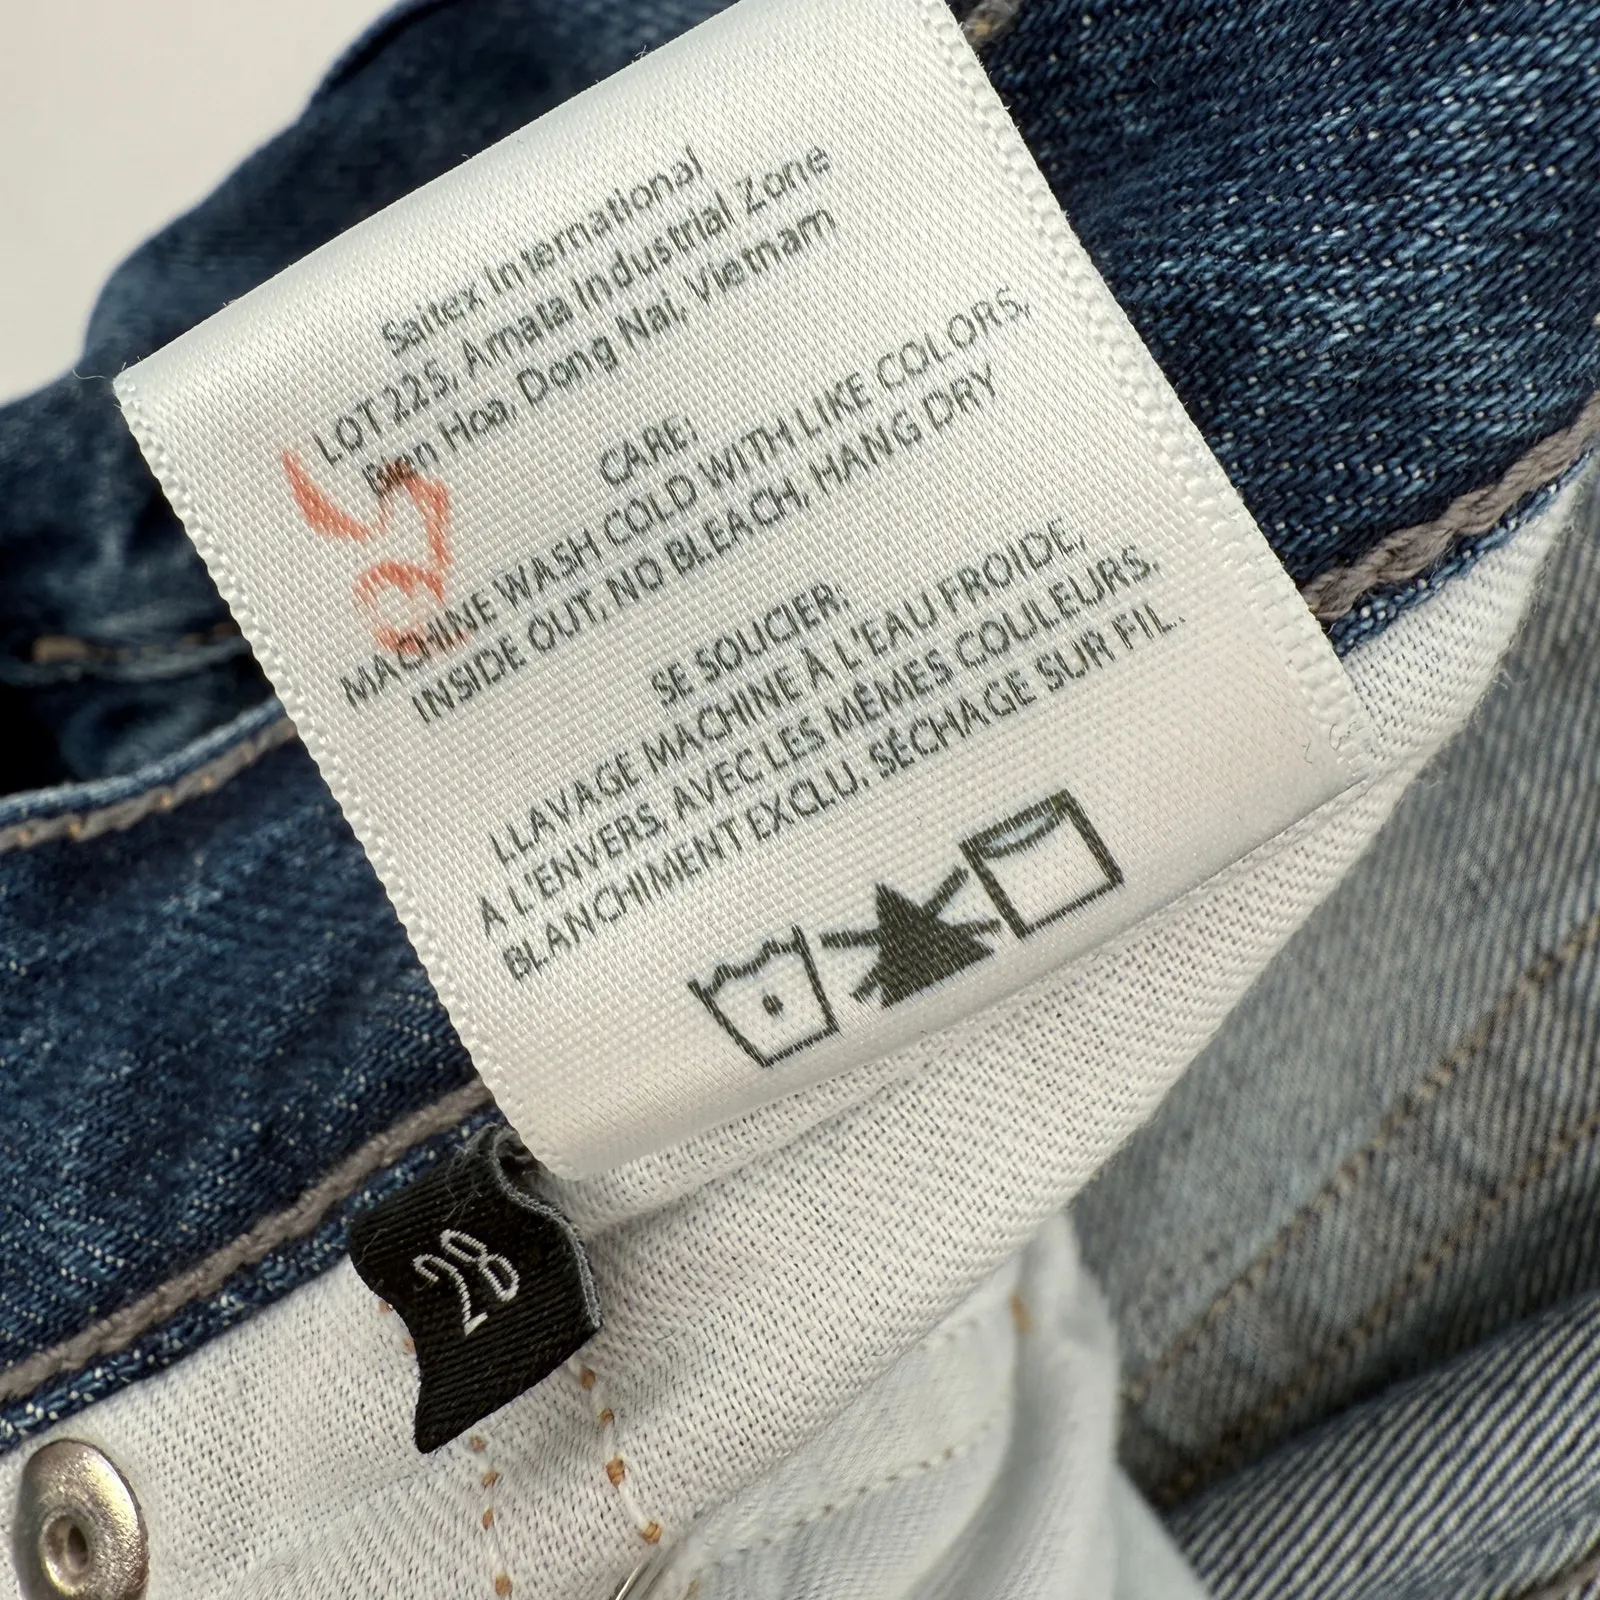 Saitex International
LOT 225, Amata Industrial Zone
Bien Hoa, Dong Nai, Vietnam
CARE:
MACHINE WASH COLD WITH LIKE COLORS,
INSIDE OUT. NO BLEACH, HANG DRY
SE SOUCIER.
LLAVAGE MACHINE À L'EAU FROIDE,
A L'ENVERS, AVEC LES MÊMES COULEURS.
BLANCHIMENT EXCLU. SÉCHAGE SUR FIL.
28